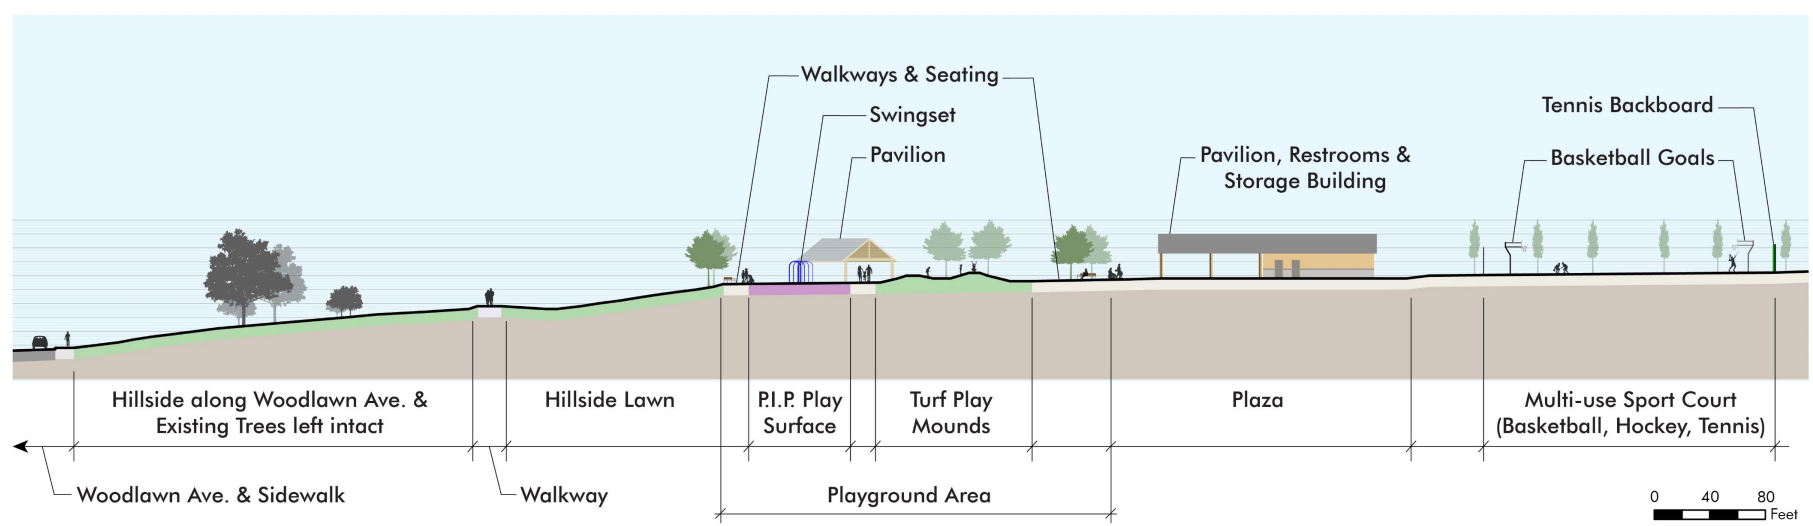 Walkways & Seating
Swingset
Pavilion
Pavilion, Restrooms &
Storage Building
Tennis Backboard
Basketball Goals
Hillside along Woodlawn Ave. &
Existing Trees left intact
Hillside Lawn
P.I.P. Play
Surface
Turf Play
Mounds
Plaza
Multi-use Sport Court
(Basketball, Hockey, Tennis)
Woodlawn Ave. & Sidewalk
Walkway
Playground Area
0 40 80
Feet